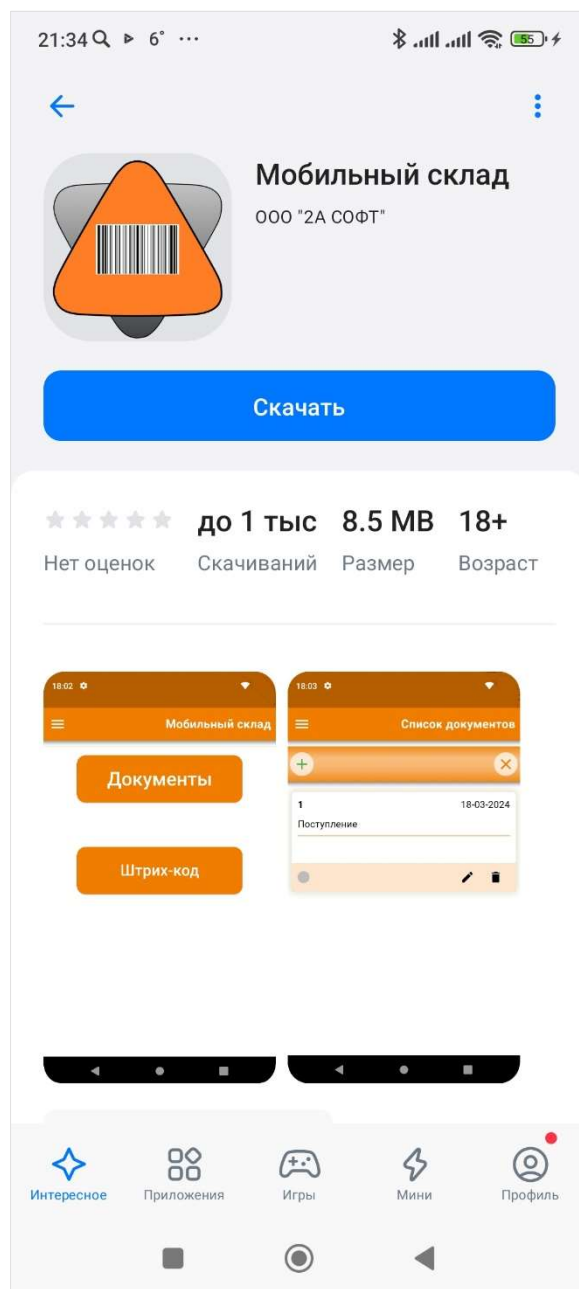 21:34 6° ... 55
Мобильный склад
ООО "2А СОФТ"
Скачать
до 1 тыс 8.5 MB 18+
Нет оценок Скачиваний Размер Возраст
18:02
Мобильный склад
Документы
Штрих-код
18:03
Список документов
1 18-03-2024
Поступление
Интересное Приложения Игры Мини Профиль